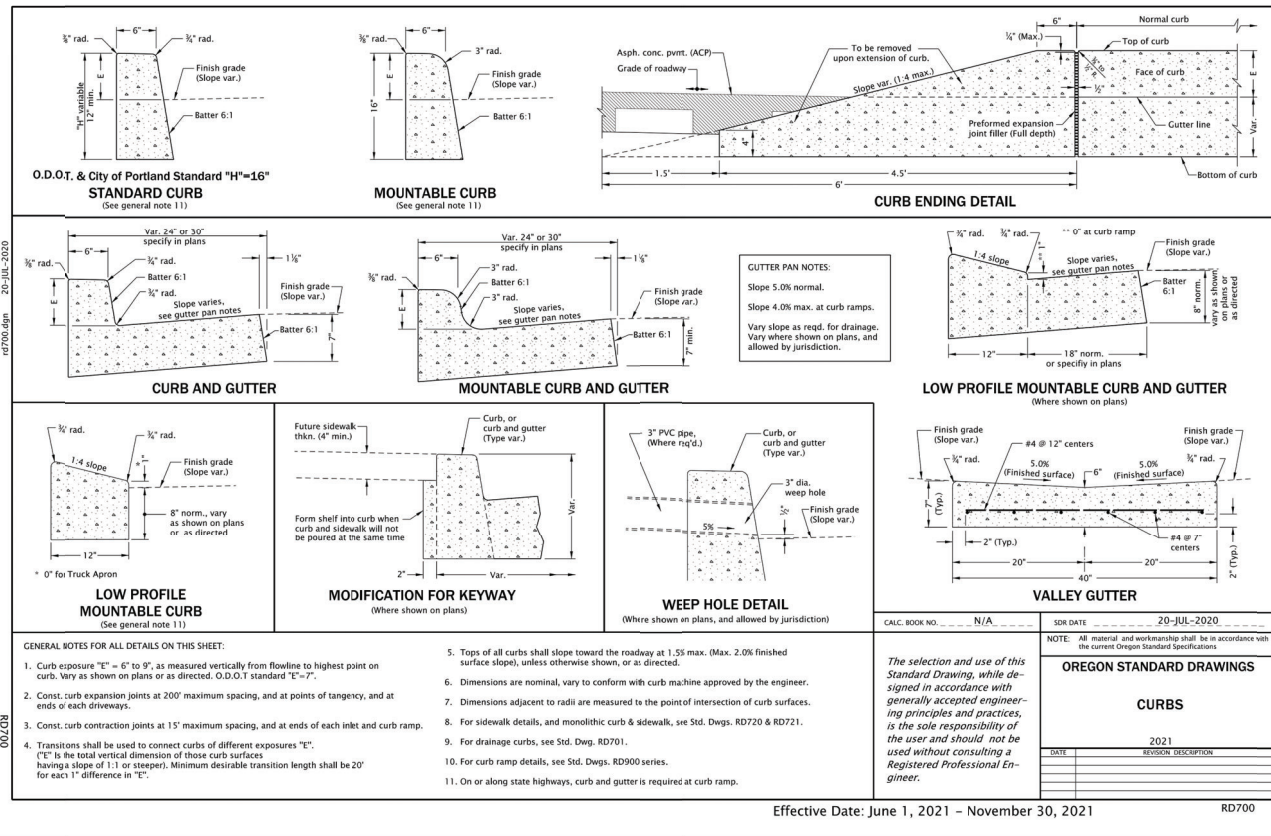 6"
⅜" rad.
¾" rad.
E
Finish grade
(Slope var.)
"H" variable
12" min.
Batter 6:1
O.D.O.T. & City of Portland Standard "H"=16"
STANDARD CURB
(See general note 11)
6"
⅜" rad.
3" rad.
E
16"
Finish grade
(Slope var.)
Batter 6:1
MOUNTABLE CURB
(See general note 11)
6"
Normal curb
¼" (Max.)
Top of curb
Asph. conc. pvmt. (ACP)
To be removed
upon extension of curb.
Grade of roadway
Slope var. (1:4 max.)
⅜" to
½" R.
Face of curb
E
½"
Preformed expansion
joint filler (Full depth)
Gutter line
Var.
4"
Bottom of curb
1.5'
4.5'
6'
CURB ENDING DETAIL
rd700.dgn 20-JUL-2020
Var. 24" or 30"
specify in plans
6"
1⅛"
⅜" rad.
¾" rad.
Batter 6:1
¾" rad.
E
Slope varies,
see gutter pan notes
Finish grade
(Slope var.)
Batter 6:1
7"
CURB AND GUTTER
Var. 24" or 30"
specify in plans
6"
1⅛"
⅜" rad.
3" rad.
Batter 6:1
3" rad.
E
Slope varies,
see gutter pan notes
Finish grade
(Slope var.)
Batter 6:1
7" min.
MOUNTABLE CURB AND GUTTER
GUTTER PAN NOTES:
Slope 5.0% normal.
Slope 4.0% max. at curb ramps.
Vary slope as reqd. for drainage.
Vary where shown on plans, and
allowed by jurisdiction.
¾" rad.
¾" rad.
** 0" at curb ramp
1:4 slope
** 1"
Slope varies,
see gutter pan notes
Finish grade
(Slope var.)
Batter
6:1
8" norm.
vary as shown
on plans or
as directed
12"
18" norm.
or specifiy in plans
LOW PROFILE MOUNTABLE CURB AND GUTTER
(Where shown on plans)
¾" rad.
¾" rad.
1:4 slope
* 1"
Finish grade
(Slope var.)
8" norm., vary
as shown on plans
or as directed
12"
* 0" for Truck Apron
LOW PROFILE
MOUNTABLE CURB
(See general note 11)
Future sidewalk
thkn. (4" min.)
Curb, or
curb and gutter
(Type var.)
Form shelf into curb when
curb and sidewalk will not
be poured at the same time
Var.
2"
Var.
MODIFICATION FOR KEYWAY
(Where shown on plans)
3" PVC pipe,
(Where req'd.)
Curb, or
curb and gutter
(Type var.)
3" dia.
weep hole
5%
½"
Finish grade
(Slope var.)
WEEP HOLE DETAIL
(Where shown on plans, and allowed by jurisdiction)
Finish grade
(Slope var.)
#4 @ 12" centers
Finish grade
(Slope var.)
¾" rad.
5.0%
(Finished surface)
6"
5.0%
(Finished surface)
¾" rad.
7"
(Typ.)
2" (Typ.)
#4 @ 7"
centers
2" (Typ.)
20"
20"
40"
VALLEY GUTTER
RD700
GENERAL NOTES FOR ALL DETAILS ON THIS SHEET:
1. Curb exposure "E" = 6" to 9", as measured vertically from flowline to highest point on
curb. Vary as shown on plans or as directed. O.D.O.T standard "E"=7".
2. Const. curb expansion joints at 200' maximum spacing, and at points of tangency, and at
ends of each driveways.
3. Const. curb contraction joints at 15' maximum spacing, and at ends of each inlet and curb ramp.
4. Transitons shall be used to connect curbs of different exposures "E".
("E" Is the total vertical dimension of those curb surfaces
having a slope of 1:1 or steeper). Minimum desirable transition length shall be 20'
for each 1" difference in "E".
5. Tops of all curbs shall slope toward the roadway at 1.5% max. (Max. 2.0% finished
surface slope), unless otherwise shown, or as directed.
6. Dimensions are nominal, vary to conform with curb machine approved by the engineer.
7. Dimensions adjacent to radii are measured to the point of intersection of curb surfaces.
8. For sidewalk details, and monolithic curb & sidewalk, see Std. Dwgs. RD720 & RD721.
9. For drainage curbs, see Std. Dwg. RD701.
10. For curb ramp details, see Std. Dwgs. RD900 series.
11. On or along state highways, curb and gutter is required at curb ramp.
CALC. BOOK NO. N/A
SDR DATE 20-JUL-2020
The selection and use of this
Standard Drawing, while de-
signed in accordance with
generally accepted engineer-
ing principles and practices,
is the sole responsibility of
the user and should not be
used without consulting a
Registered Professional En-
gineer.
NOTE: All material and workmanship shall be in accordance with
the current Oregon Standard Specifications
OREGON STANDARD DRAWINGS
CURBS
2021
DATE REVISION DESCRIPTION
Effective Date: June 1, 2021 – November 30, 2021
RD700